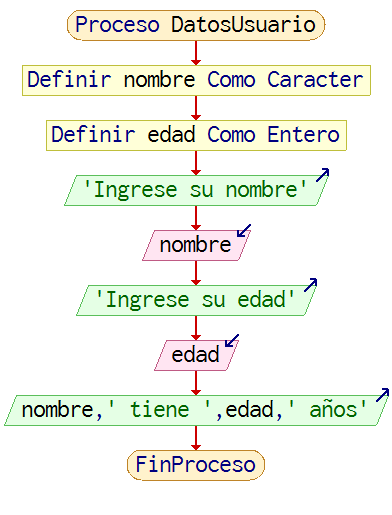 Proceso DatosUsuario
Definir nombre Como Caracter
Definir edad Como Entero
'Ingrese su nombre'
nombre
'Ingrese su edad'
edad
nombre,' tiene ',edad,' años'
FinProceso